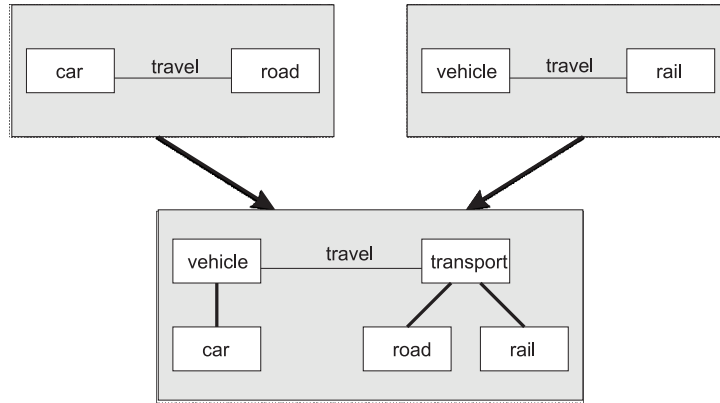 car travel road
vehicle travel rail
vehicle travel transport
car road rail